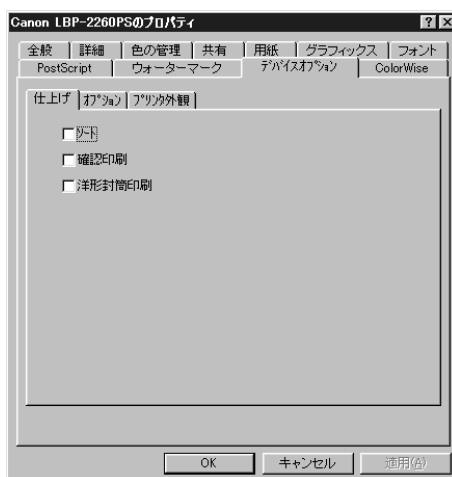 Canon LBP-2260PSのプロパティ
全般 詳細 色の管理 共有 用紙 グラフィックス フォント
PostScript ウォーターマーク ﾃﾞﾊﾞｲｽｵﾌﾟｼｮﾝ ColorWise
仕上げ ｵﾌﾟｼｮﾝ ﾌﾟﾘﾝﾀ外観
ｿｰﾄ
確認印刷
洋形封筒印刷
OK キャンセル 適用(A)